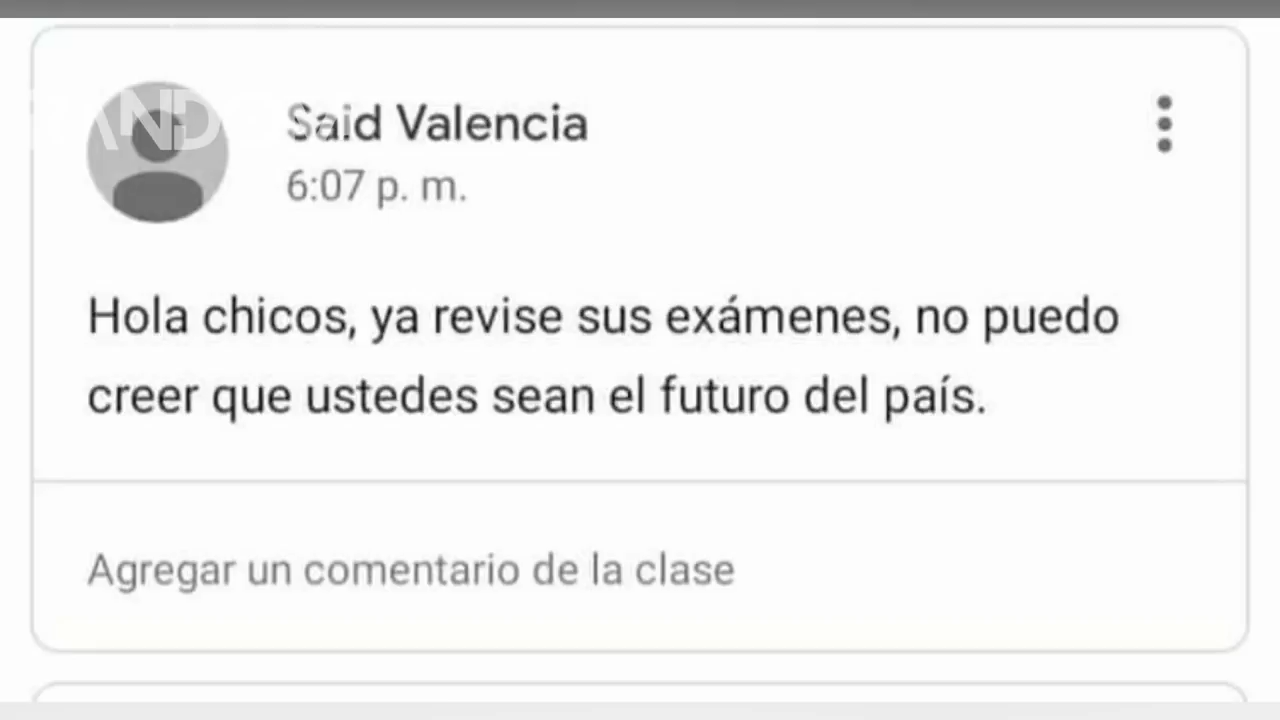 Said Valencia
6:07 p. m.
Hola chicos, ya revise sus exámenes, no puedo
creer que ustedes sean el futuro del país.
Agregar un comentario de la clase